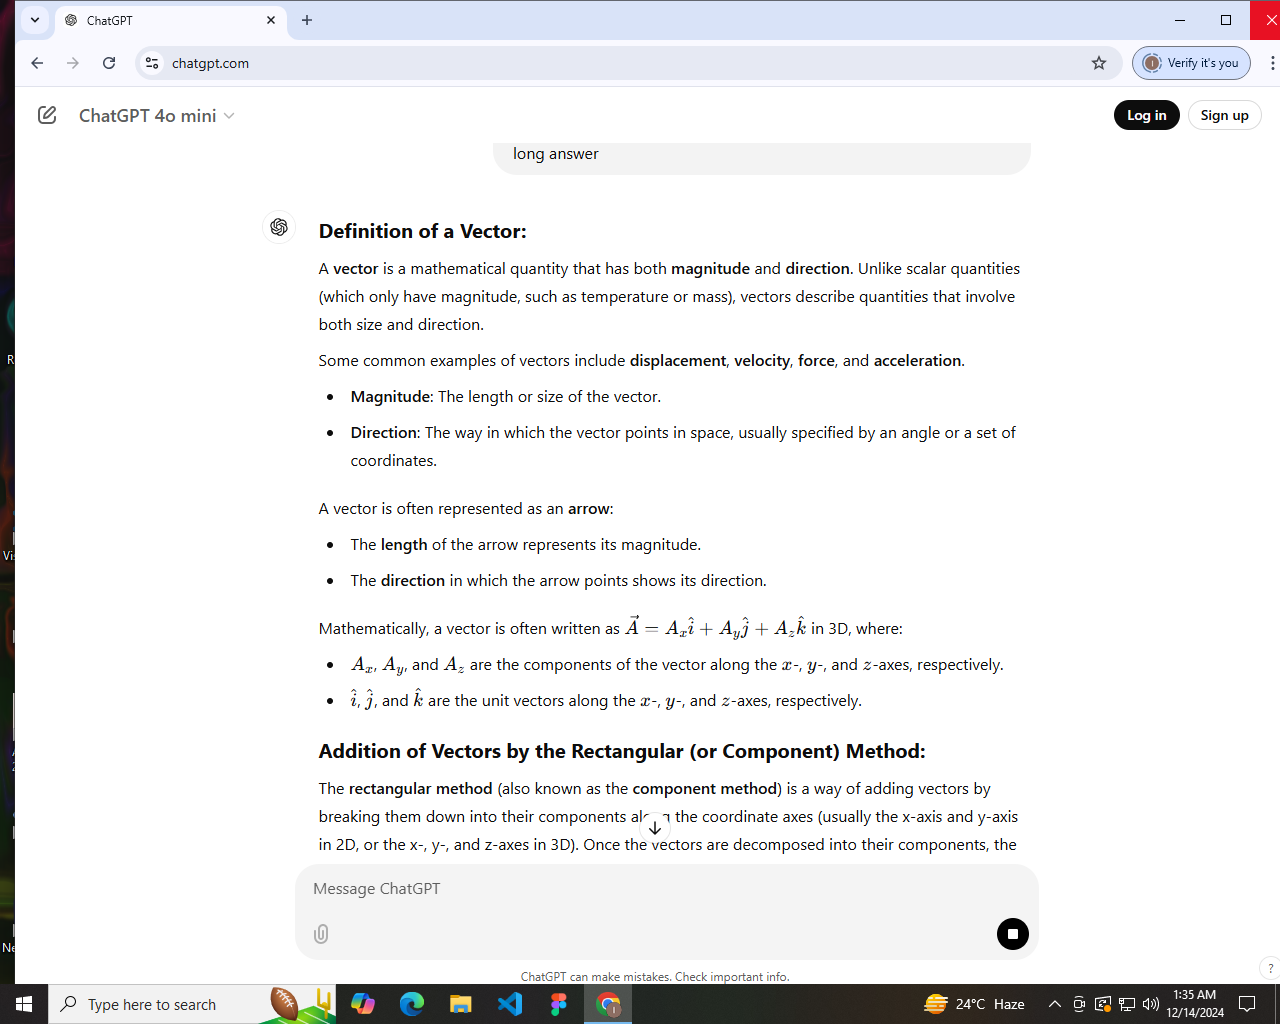 ChatGPT
chatgpt.com
Verify it's you
ChatGPT 4o mini
Log in
Sign up
long answer
Definition of a Vector:
A vector is a mathematical quantity that has both magnitude and direction. Unlike scalar quantities
(which only have magnitude, such as temperature or mass), vectors describe quantities that involve
both size and direction.
Some common examples of vectors include displacement, velocity, force, and acceleration.
• Magnitude: The length or size of the vector.
• Direction: The way in which the vector points in space, usually specified by an angle or a set of
coordinates.
A vector is often represented as an arrow:
• The length of the arrow represents its magnitude.
• The direction in which the arrow points shows its direction.
Mathematically, a vector is often written as $\vec{A} = A_x\hat{i} + A_y\hat{j} + A_z\hat{k}$ in 3D, where:
• $A_x$, $A_y$, and $A_z$ are the components of the vector along the x-, y-, and z-axes, respectively.
• $\hat{i}$, $\hat{j}$, and $\hat{k}$ are the unit vectors along the x-, y-, and z-axes, respectively.
Addition of Vectors by the Rectangular (or Component) Method:
The rectangular method (also known as the component method) is a way of adding vectors by
breaking them down into their components along the coordinate axes (usually the x-axis and y-axis
in 2D, or the x-, y-, and z-axes in 3D). Once the vectors are decomposed into their components, the
Message ChatGPT
ChatGPT can make mistakes. Check important info.
?
Type here to search
24°C Haze
1:35 AM
12/14/2024